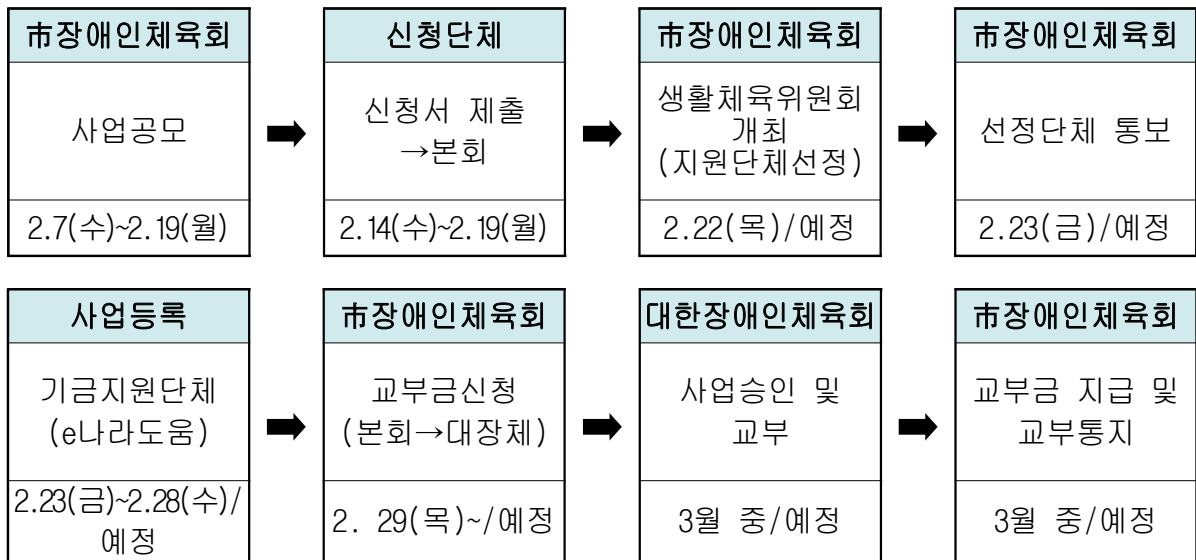 市장애인체육회
사업공모
2.7(수)~2.19(월)
신청단체
신청서 제출
→본회
2.14(수)~2.19(월)
市장애인체육회
생활체육위원회
개최
(지원단체선정)
2.22(목)/예정
市장애인체육회
선정단체 통보
2.23(금)/예정
사업등록
기금지원단체
(e나라도움)
2.23(금)~2.28(수)/
예정
市장애인체육회
교부금신청
(본회→대장체)
2. 29(목)~/예정
대한장애인체육회
사업승인 및
교부
3월 중/예정
市장애인체육회
교부금 지급 및
교부통지
3월 중/예정